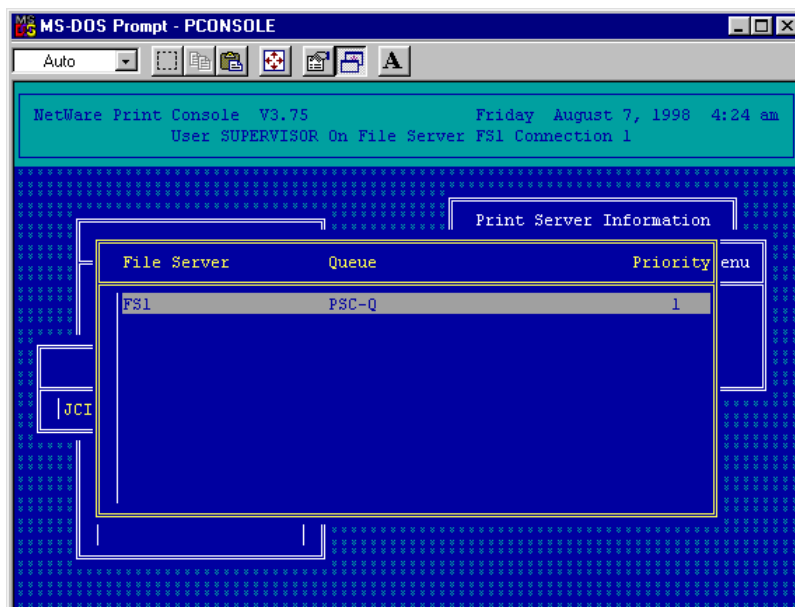 MS-DOS Prompt - PCONSOLE
Auto
A
NetWare Print Console V3.75 Friday August 7, 1998 4:24 am
User SUPERVISOR On File Server FS1 Connection 1
Print Server Information
File Server Queue Priority enu
FS1 PSC-Q 1
JCI